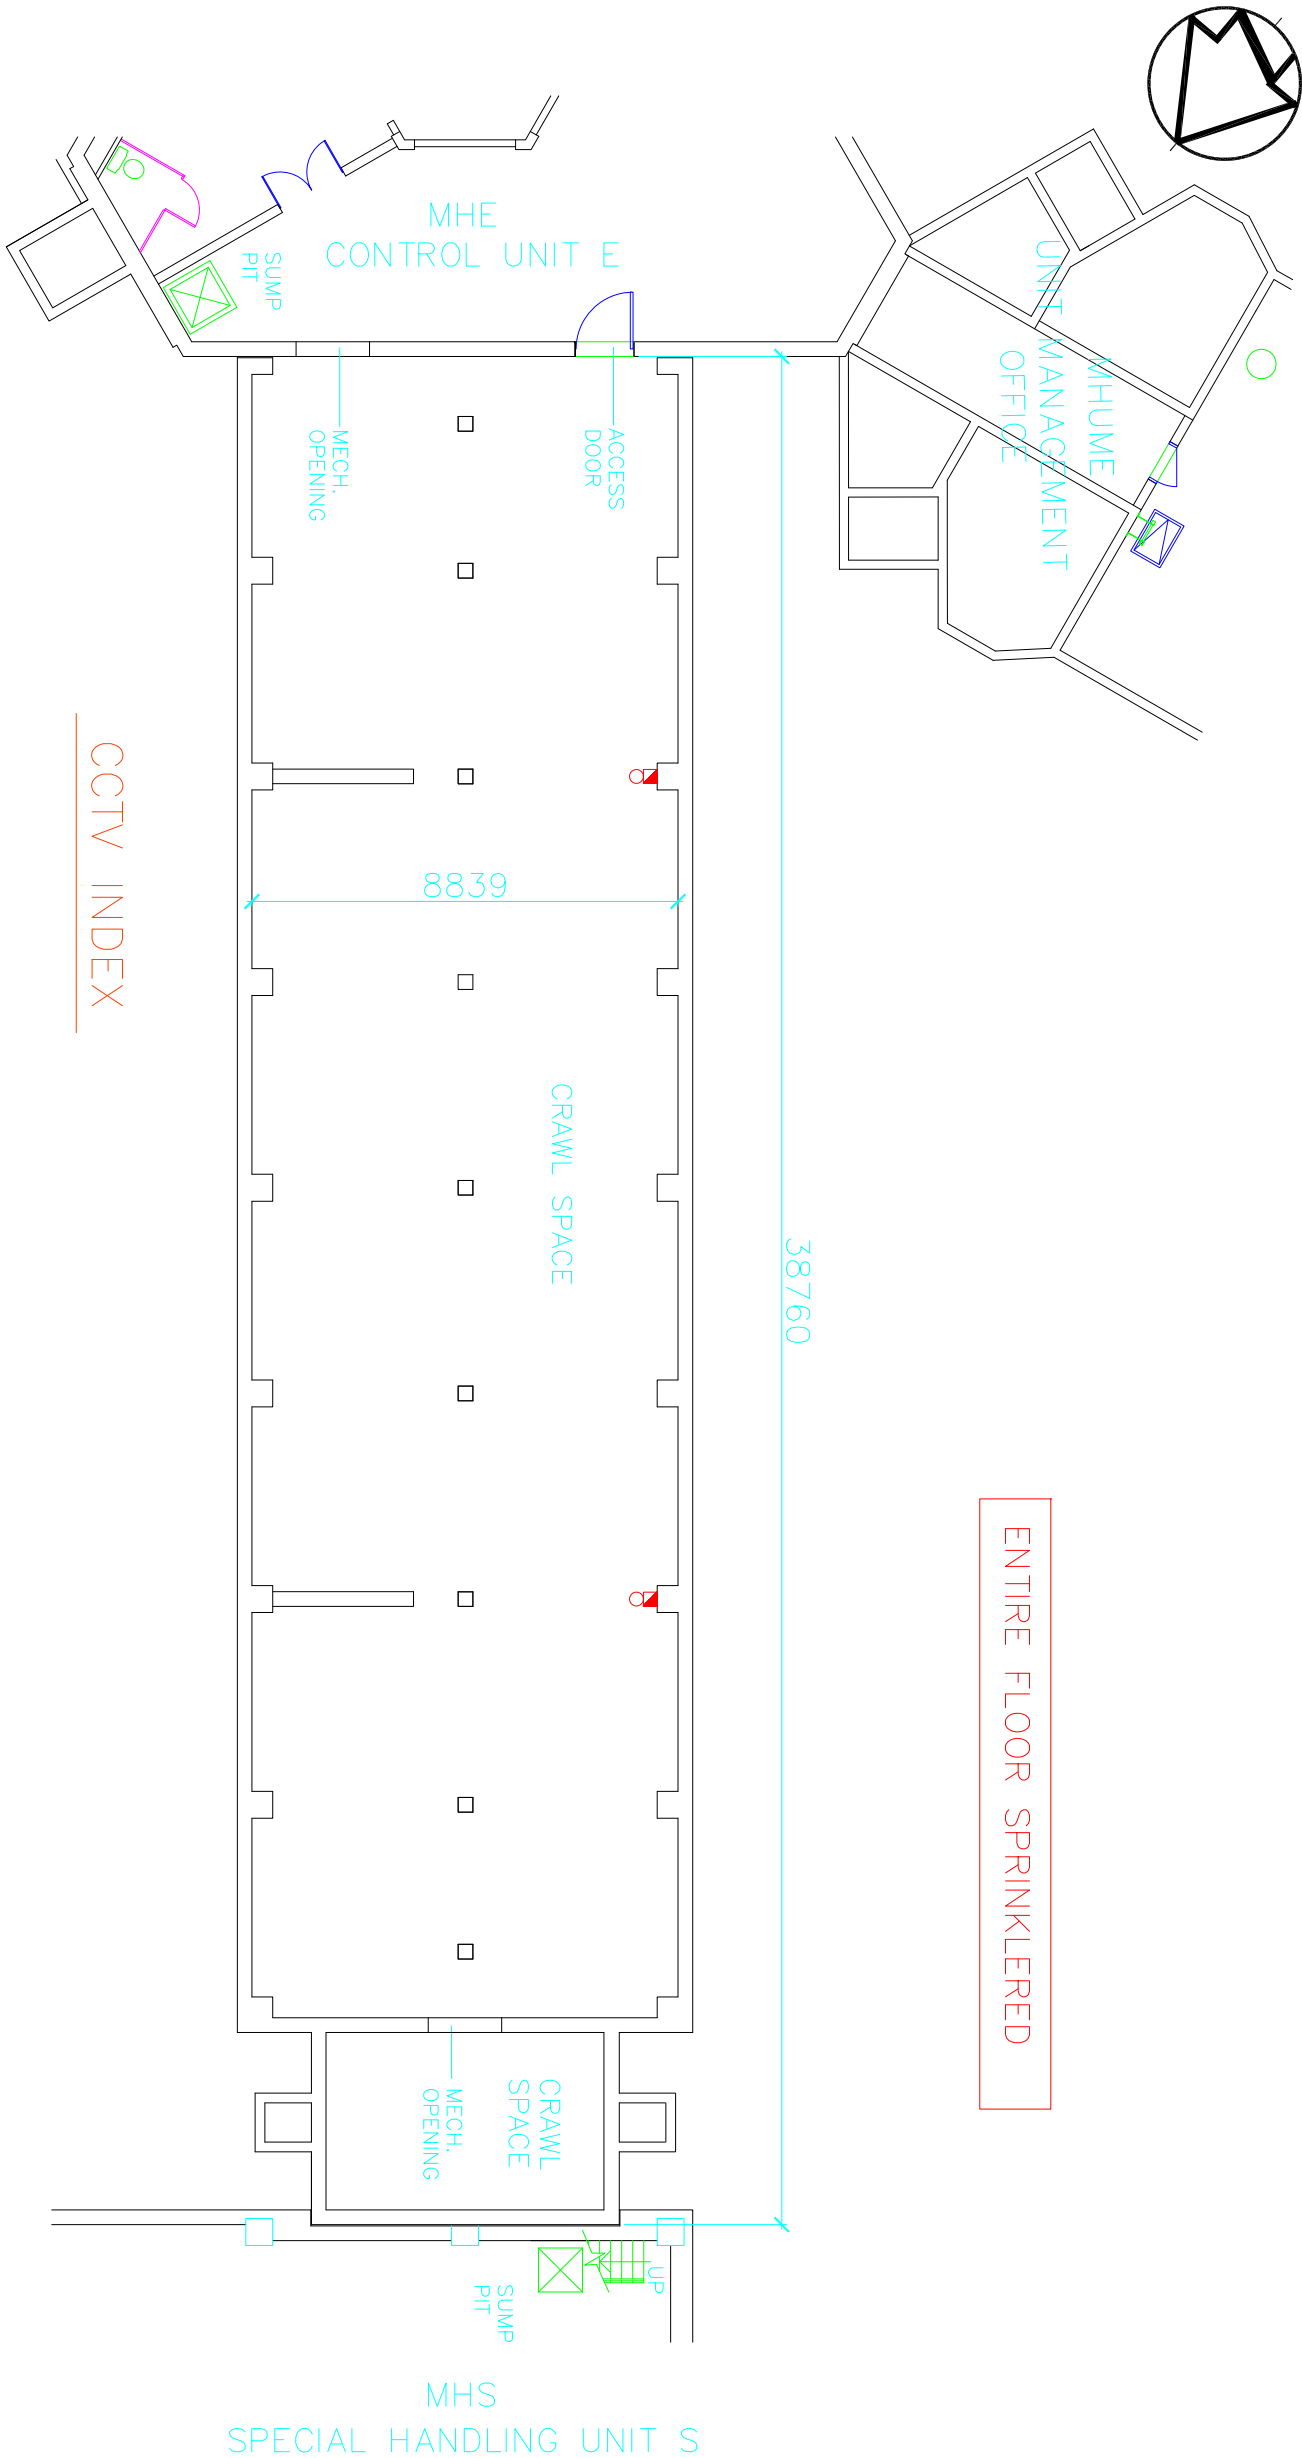 MHE
CONTROL UNIT E
SUMP
PIT
MHUME
UNIT MANAGEMENT
OFFICE
MECH.
OPENING
ACCESS
DOOR
CCTV INDEX
8839
CRAWL SPACE
38760
ENTIRE FLOOR SPRINKLERED
CRAWL
SPACE
MECH.
OPENING
UP
SUMP
PIT
MHS
SPECIAL HANDLING UNIT S